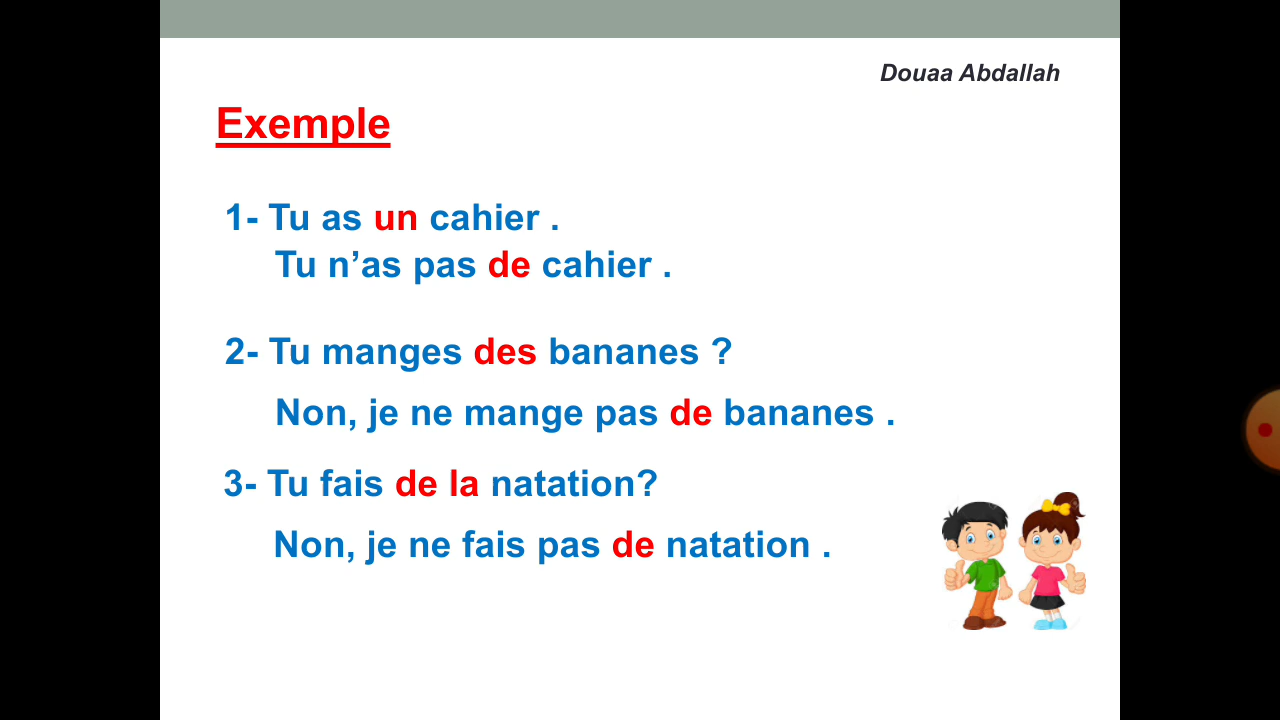 Douaa Abdallah
Exemple
1- Tu as un cahier .
Tu n’as pas de cahier .
2- Tu manges des bananes ?
Non, je ne mange pas de bananes .
3- Tu fais de la natation?
Non, je ne fais pas de natation .